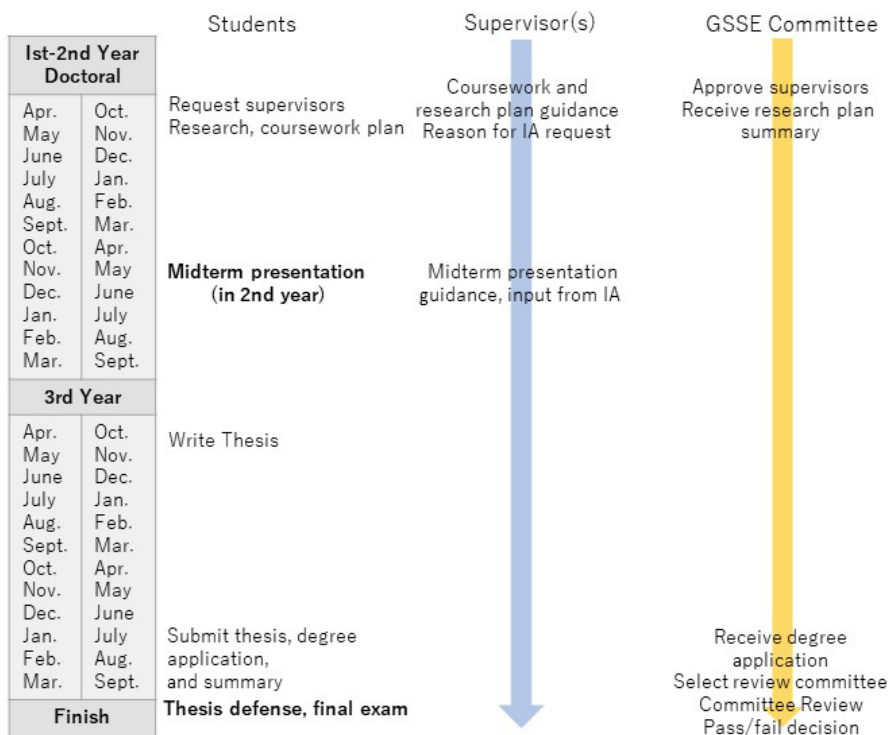 Students
Supervisor(s)
GSSE Committee
Ist-2nd Year
Doctoral
Apr. Oct.
May Nov.
June Dec.
July Jan.
Aug. Feb.
Sept. Mar.
Oct. Apr.
Nov. May
Dec. June
Jan. July
Feb. Aug.
Mar. Sept.
Request supervisors
Research, coursework plan
Coursework and
research plan guidance
Reason for IA request
Approve supervisors
Receive research plan
summary
Midterm presentation
(in 2nd year)
Midterm presentation
guidance, input from IA
3rd Year
Apr. Oct.
May Nov.
June Dec.
July Jan.
Aug. Feb.
Sept. Mar.
Oct. Apr.
Nov. May
Dec. June
Jan. July
Feb. Aug.
Mar. Sept.
Write Thesis
Submit thesis, degree
application,
and summary
Receive degree
application
Select review committee
Committee Review
Pass/fail decision
Finish
Thesis defense, final exam